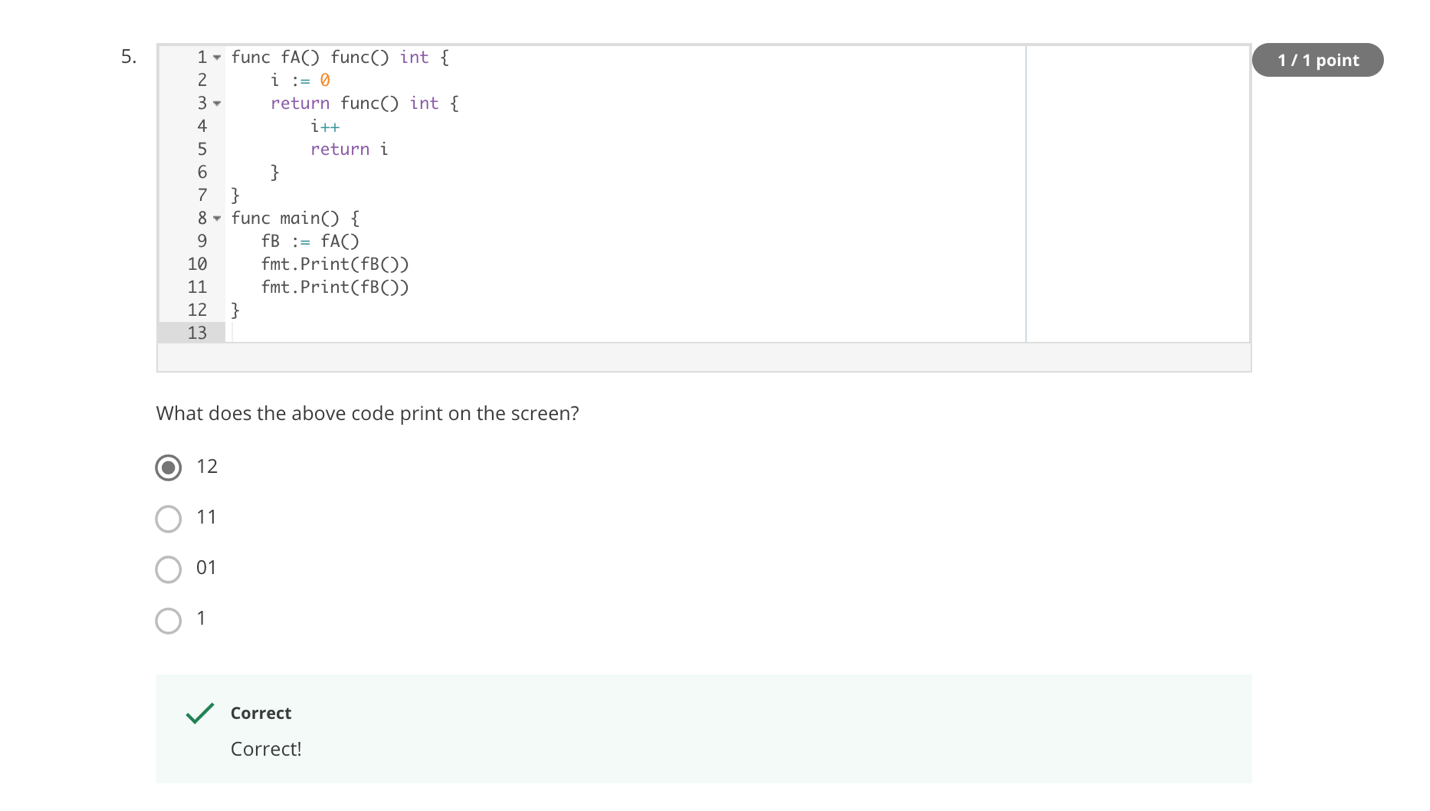 5.
1 / 1 point
1 func fA() func() int {
2     i := 0
3     return func() int {
4         i++
5         return i
6     }
7 }
8 func main() {
9    fB := fA()
10    fmt.Print(fB())
11    fmt.Print(fB())
12 }
13
What does the above code print on the screen?
12
11
01
1
Correct
Correct!